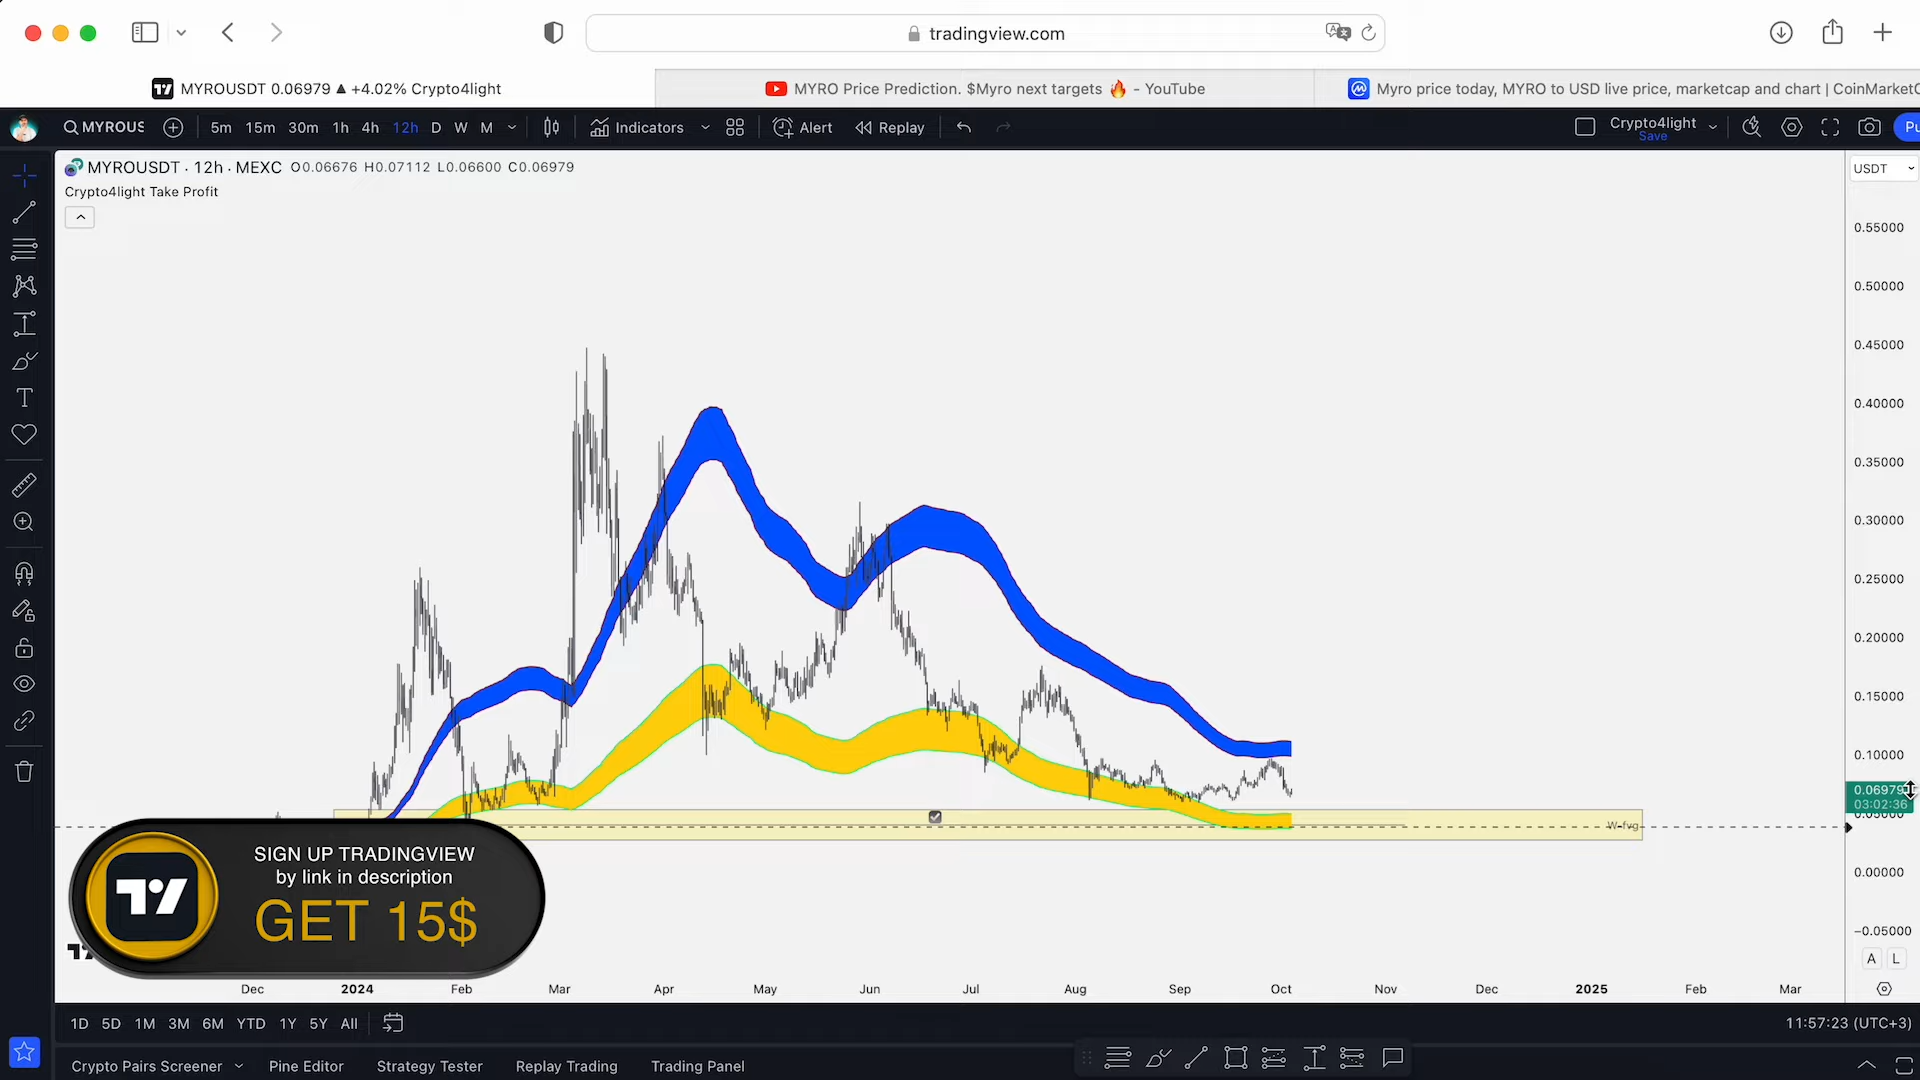 tradingview.com
MYROUSDT 0.06979 ▲ +4.02% Crypto4light
MYRO Price Prediction. $Myro next targets 🔥 - YouTube
Myro price today, MYRO to USD live price, marketcap and chart | CoinMarketC
MYROUS 5m 15m 30m 1h 4h 12h D W M Indicators Alert Replay Crypto4light Pu
Save
MYROUSDT · 12h · MEXC O0.06676 H0.07112 L0.06600 C0.06979
USDT
Crypto4light Take Profit
0.55000
0.50000
0.45000
0.40000
0.35000
0.30000
0.25000
0.20000
0.15000
0.10000
0.06979
03:02:36
W-fvg
0.00000
-0.05000
SIGN UP TRADINGVIEW
by link in description
GET 15$
A L
Dec 2024 Feb Mar Apr May Jun Jul Aug Sep Oct Nov Dec 2025 Feb Mar
1D 5D 1M 3M 6M YTD 1Y 5Y All 11:57:23 (UTC+3)
Crypto Pairs Screener Pine Editor Strategy Tester Replay Trading Trading Panel